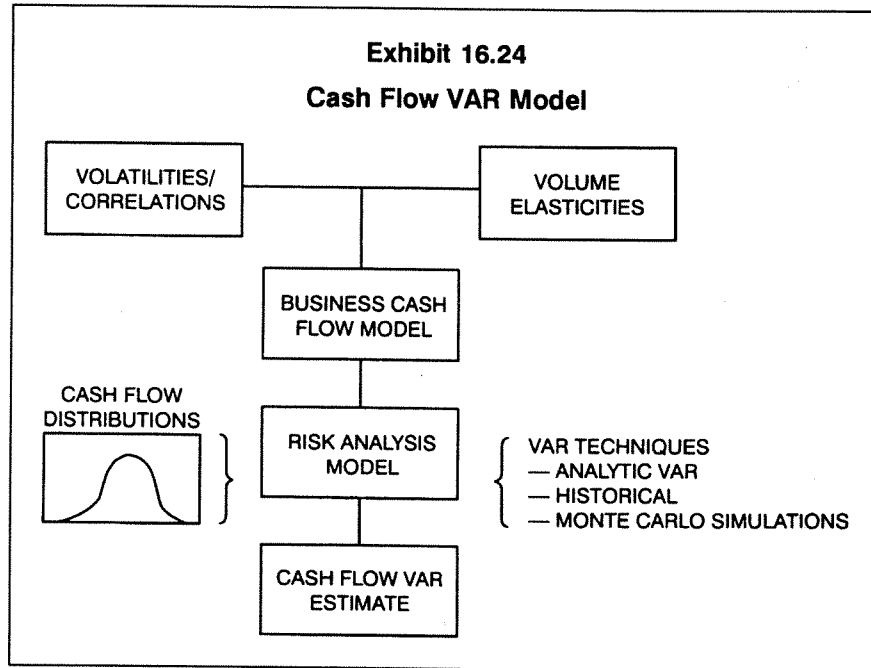 Exhibit 16.24
Cash Flow VAR Model
VOLATILITIES/
CORRELATIONS
VOLUME
ELASTICITIES
BUSINESS CASH
FLOW MODEL
CASH FLOW
DISTRIBUTIONS
RISK ANALYSIS
MODEL
VAR TECHNIQUES
— ANALYTIC VAR
— HISTORICAL
— MONTE CARLO SIMULATIONS
CASH FLOW VAR
ESTIMATE